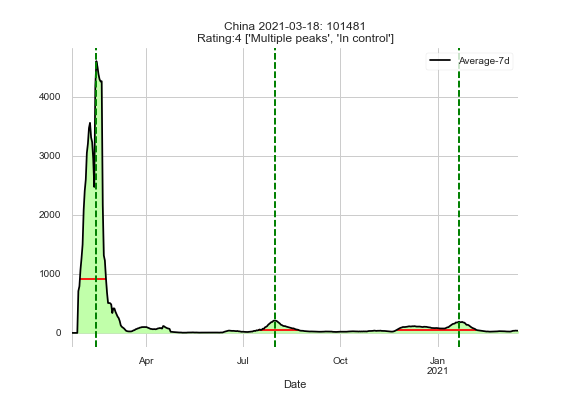 China 2021-03-18: 101481
Rating:4 ['Multiple peaks', 'In control']
Average-7d
4000
3000
2000
1000
0
Apr
Jul
Oct
Jan
2021
Date